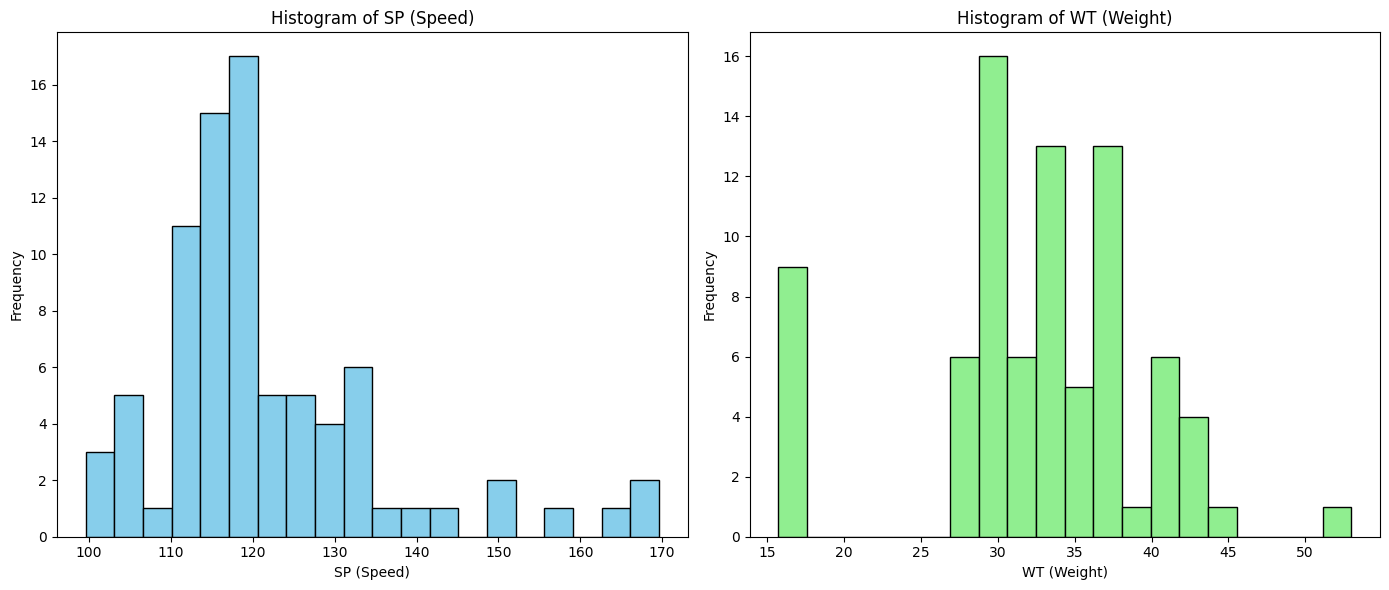 Histogram of SP (Speed)
16
14
12
10
8
6
4
2
0
Frequency
100 110 120 130 140 150 160 170
SP (Speed)
Histogram of WT (Weight)
16
14
12
10
8
6
4
2
0
Frequency
15 20 25 30 35 40 45 50
WT (Weight)